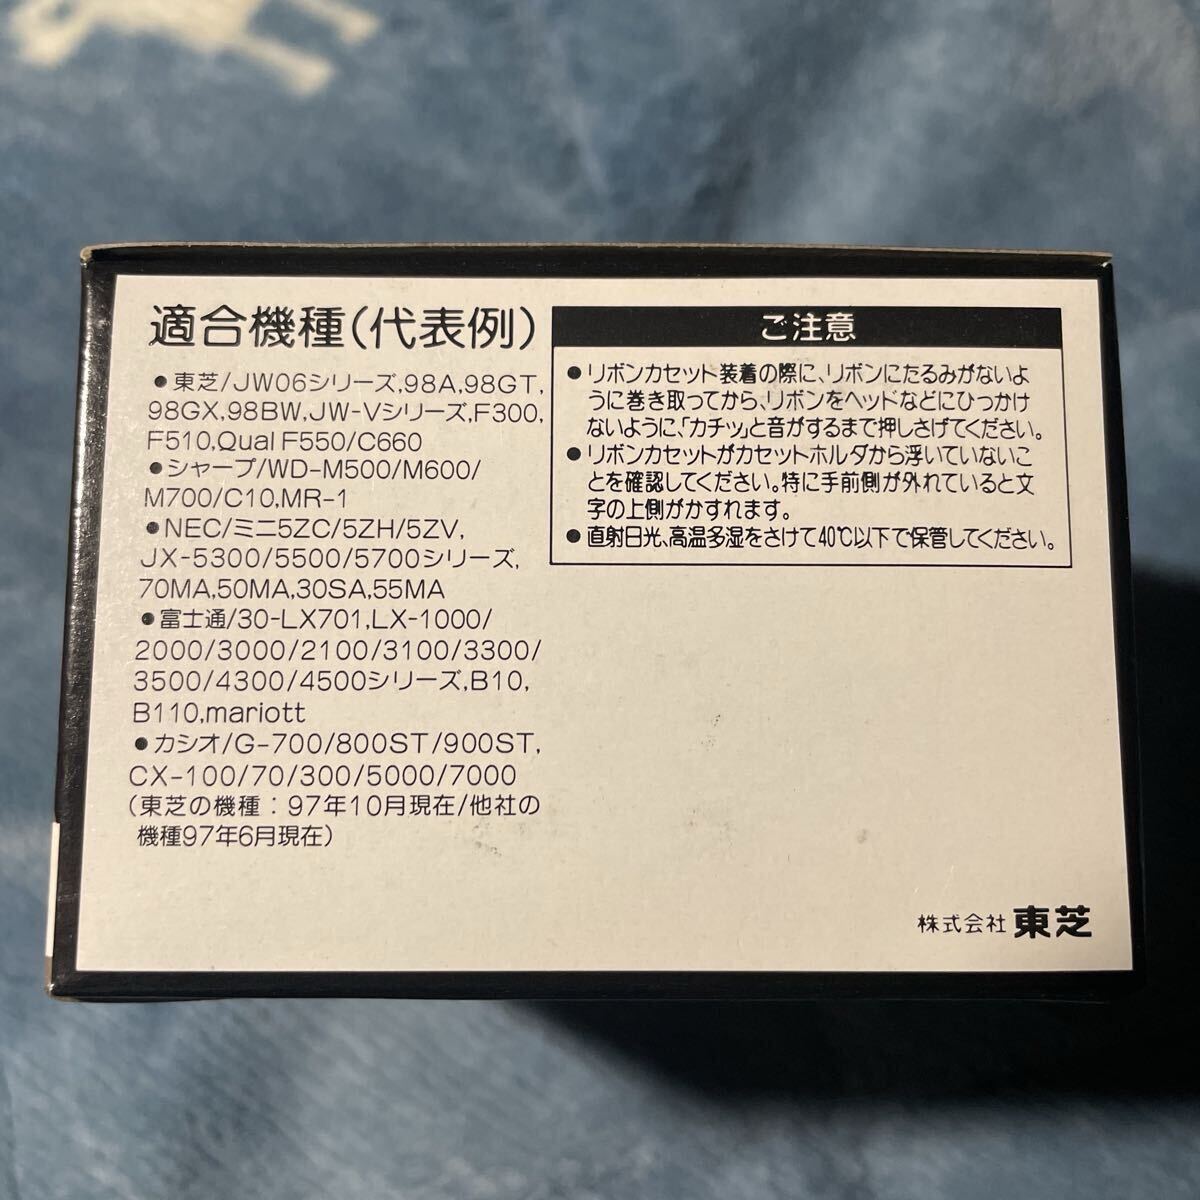 適合機種(代表例)
●東芝/JW06シリーズ,98A,98GT,
98GX,98BW,JW-Vシリーズ,F300,
F510,Qual F550/C660
●シャープ/WD-M500/M600/
M700/C10,MR-1
●NEC/ミニ5ZC/5ZH/5ZV,
JX-5300/5500/5700シリーズ,
70MA,50MA,30SA,55MA
●富士通/30-LX701,LX-1000/
2000/3000/2100/3100/3300/
3500/4300/4500シリーズ,B10,
B110,mariott
●カシオ/G-700/800ST/900ST,
CX-100/70/300/5000/7000
(東芝の機種：97年10月現在/他社の
機種97年6月現在)
ご注意
●リボンカセット装着の際に、リボンにたるみがないよ
うに巻き取ってから、リボンをヘッドなどにひっかけ
ないように、「カチッ」と音がするまで押しさげてください。
●リボンカセットがカセットホルダから浮いていないこ
とを確認してください。特に手前側が外れていると文
字の上側がかすれます。
●直射日光、高温多湿をさけて40℃以下で保管してください。
株式会社 東芝